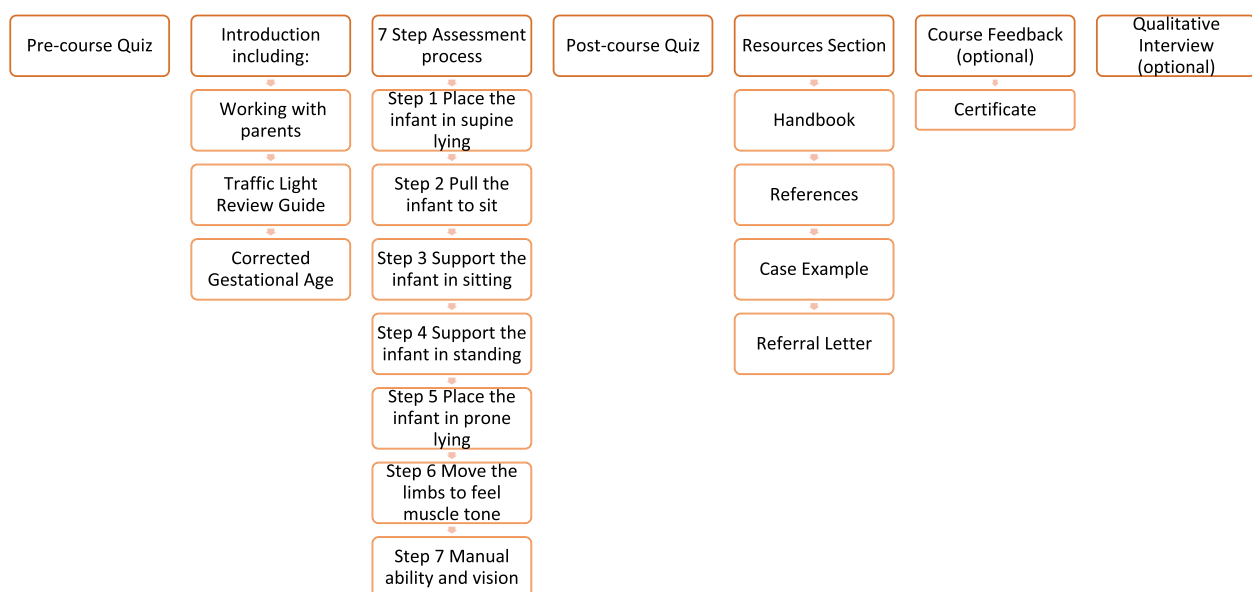 Pre-course Quiz
Introduction
including:
Working with
parents
Traffic Light
Review Guide
Corrected
Gestational Age
7 Step Assessment
process
Step 1 Place the
infant in supine
lying
Step 2 Pull the
infant to sit
Step 3 Support the
infant in sitting
Step 4 Support the
infant in standing
Step 5 Place the
infant in prone
lying
Step 6 Move the
limbs to feel
muscle tone
Step 7 Manual
ability and vision
Post-course Quiz
Resources Section
Handbook
References
Case Example
Referral Letter
Course Feedback
(optional)
Certificate
Qualitative
Interview
(optional)